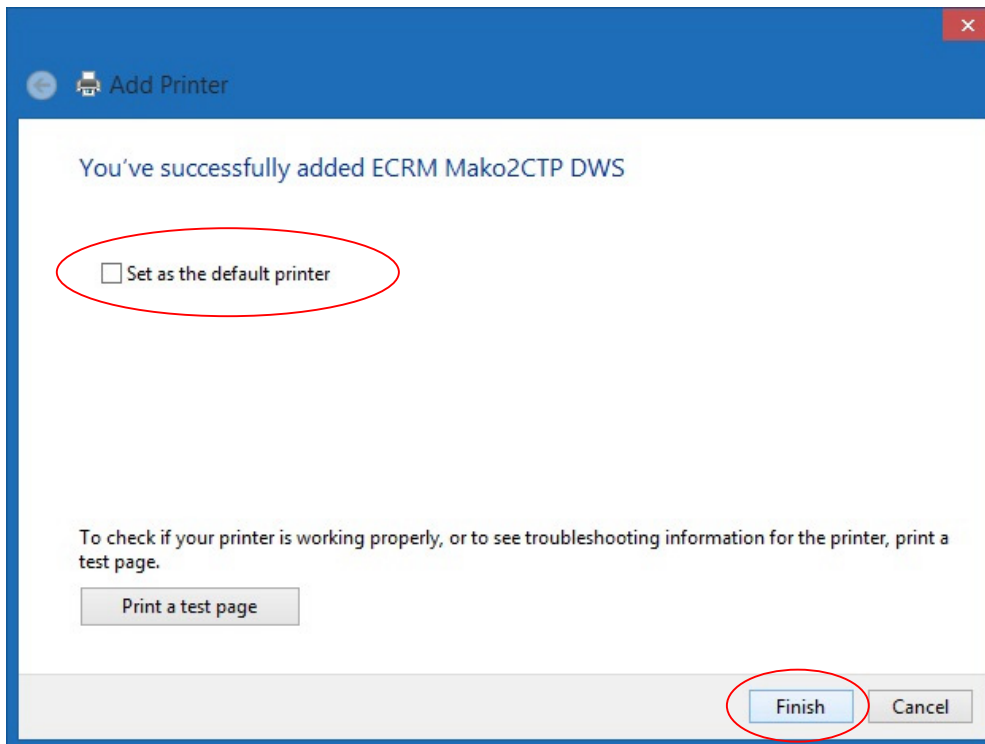 Add Printer
You've successfully added ECRM Mako2CTP DWS
Set as the default printer
To check if your printer is working properly, or to see troubleshooting information for the printer, print a
test page.
Print a test page
Finish Cancel